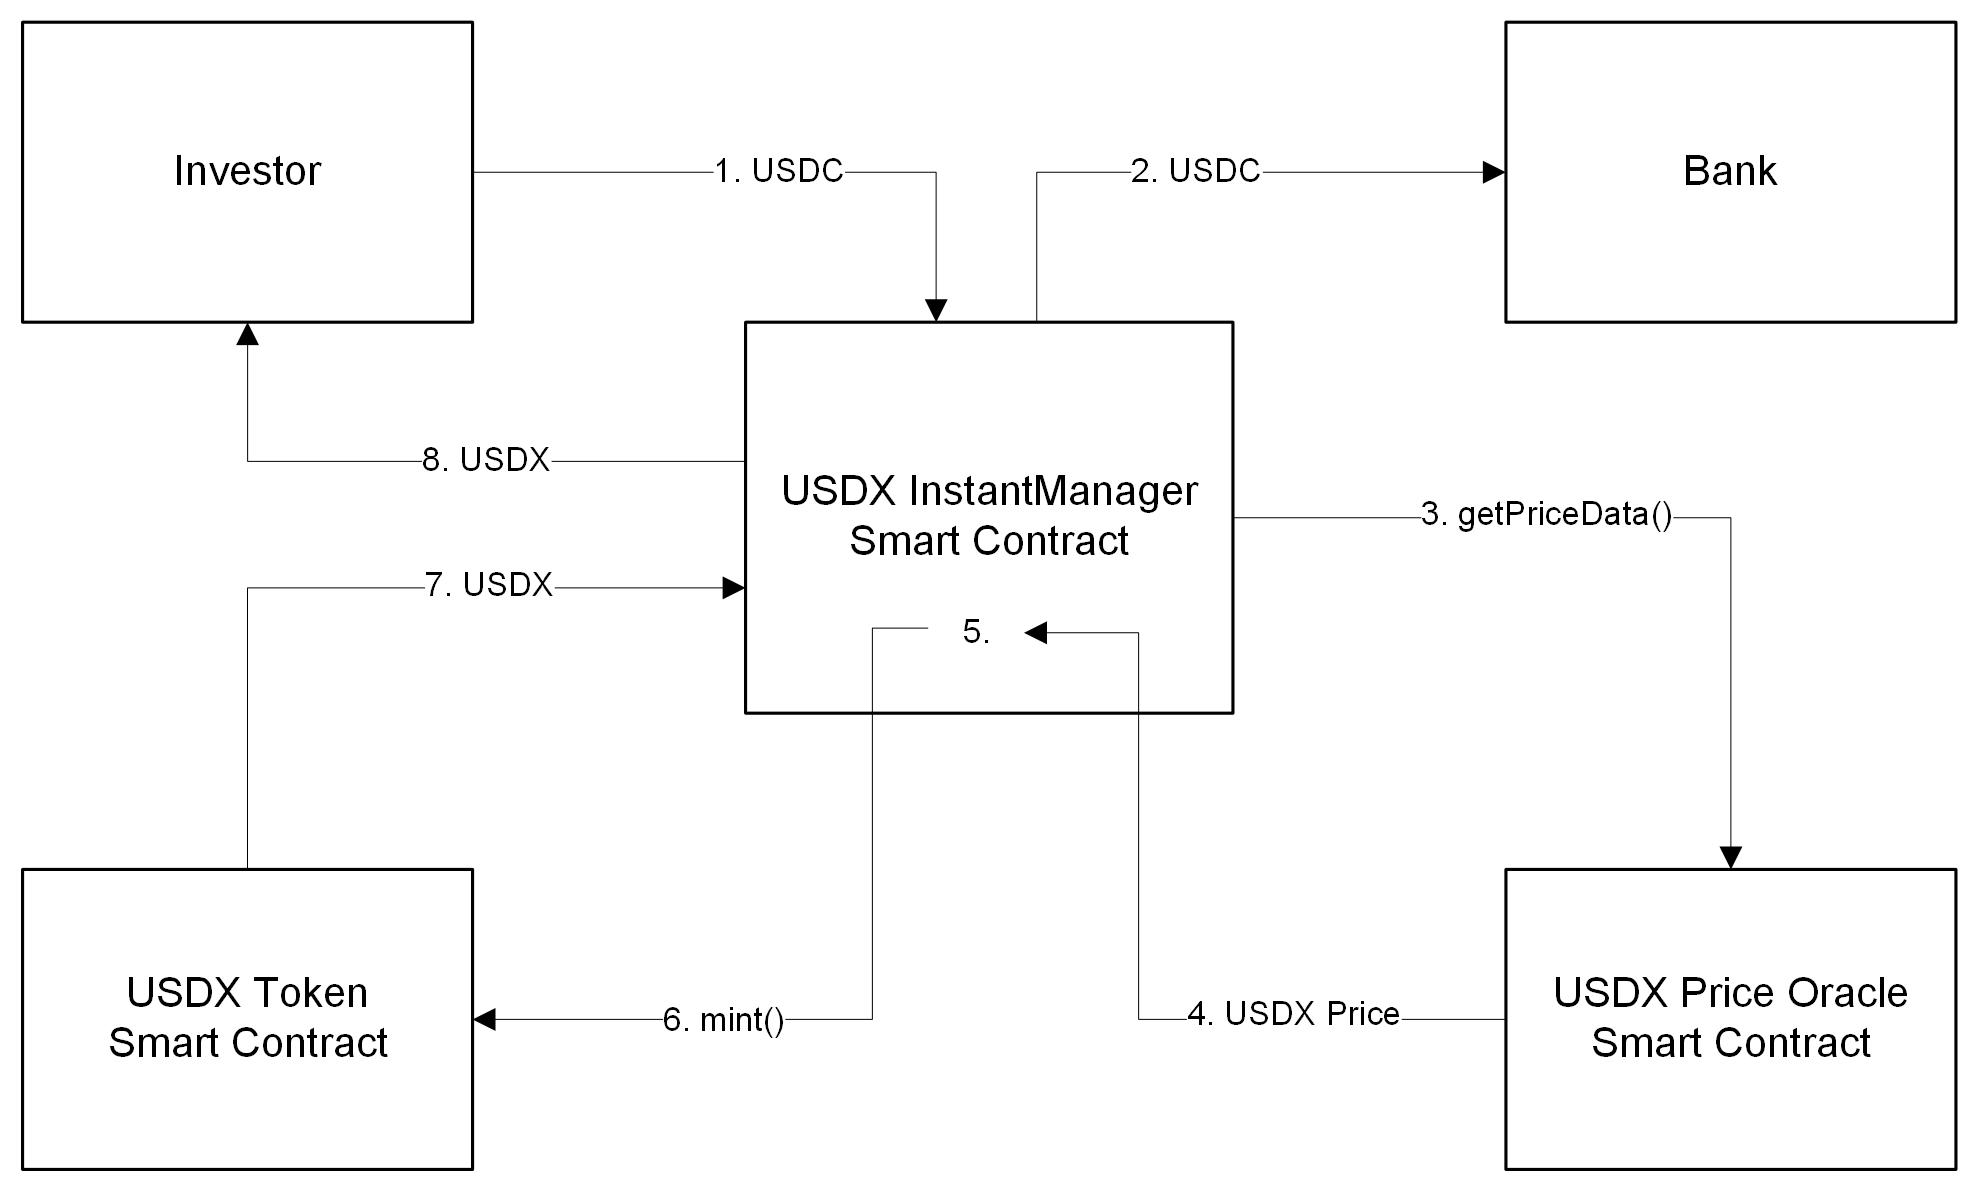 Investor
1. USDC
2. USDC
Bank
8. USDX
USDX InstantManager
Smart Contract
3. getPriceData()
7. USDX
5.
USDX Token
Smart Contract
6. mint()
4. USDX Price
USDX Price Oracle
Smart Contract